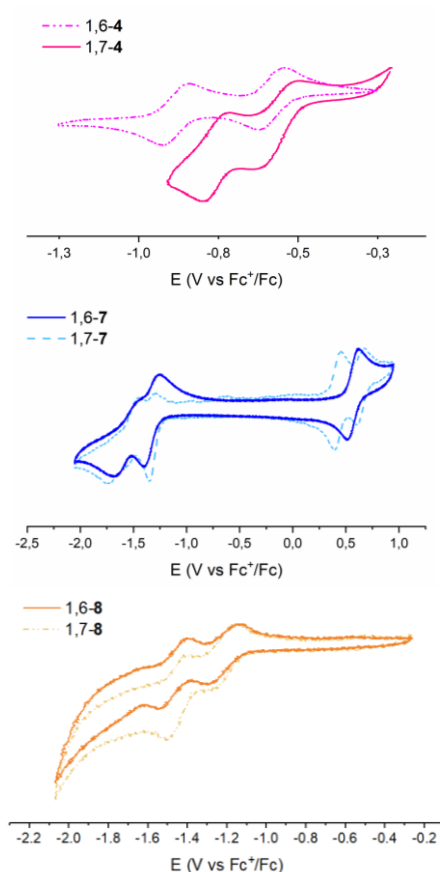 1,6-4
1,7-4
-1,3 -1,0 -0,8 -0,5 -0,3
E (V vs Fc⁺/Fc)
1,6-7
1,7-7
-2,5 -2,0 -1,5 -1,0 -0,5 0,0 0,5 1,0
E (V vs Fc⁺/Fc)
1,6-8
1,7-8
-2.2 -2.0 -1.8 -1.6 -1.4 -1.2 -1.0 -0.8 -0.6 -0.4 -0.2
E (V vs Fc⁺/Fc)